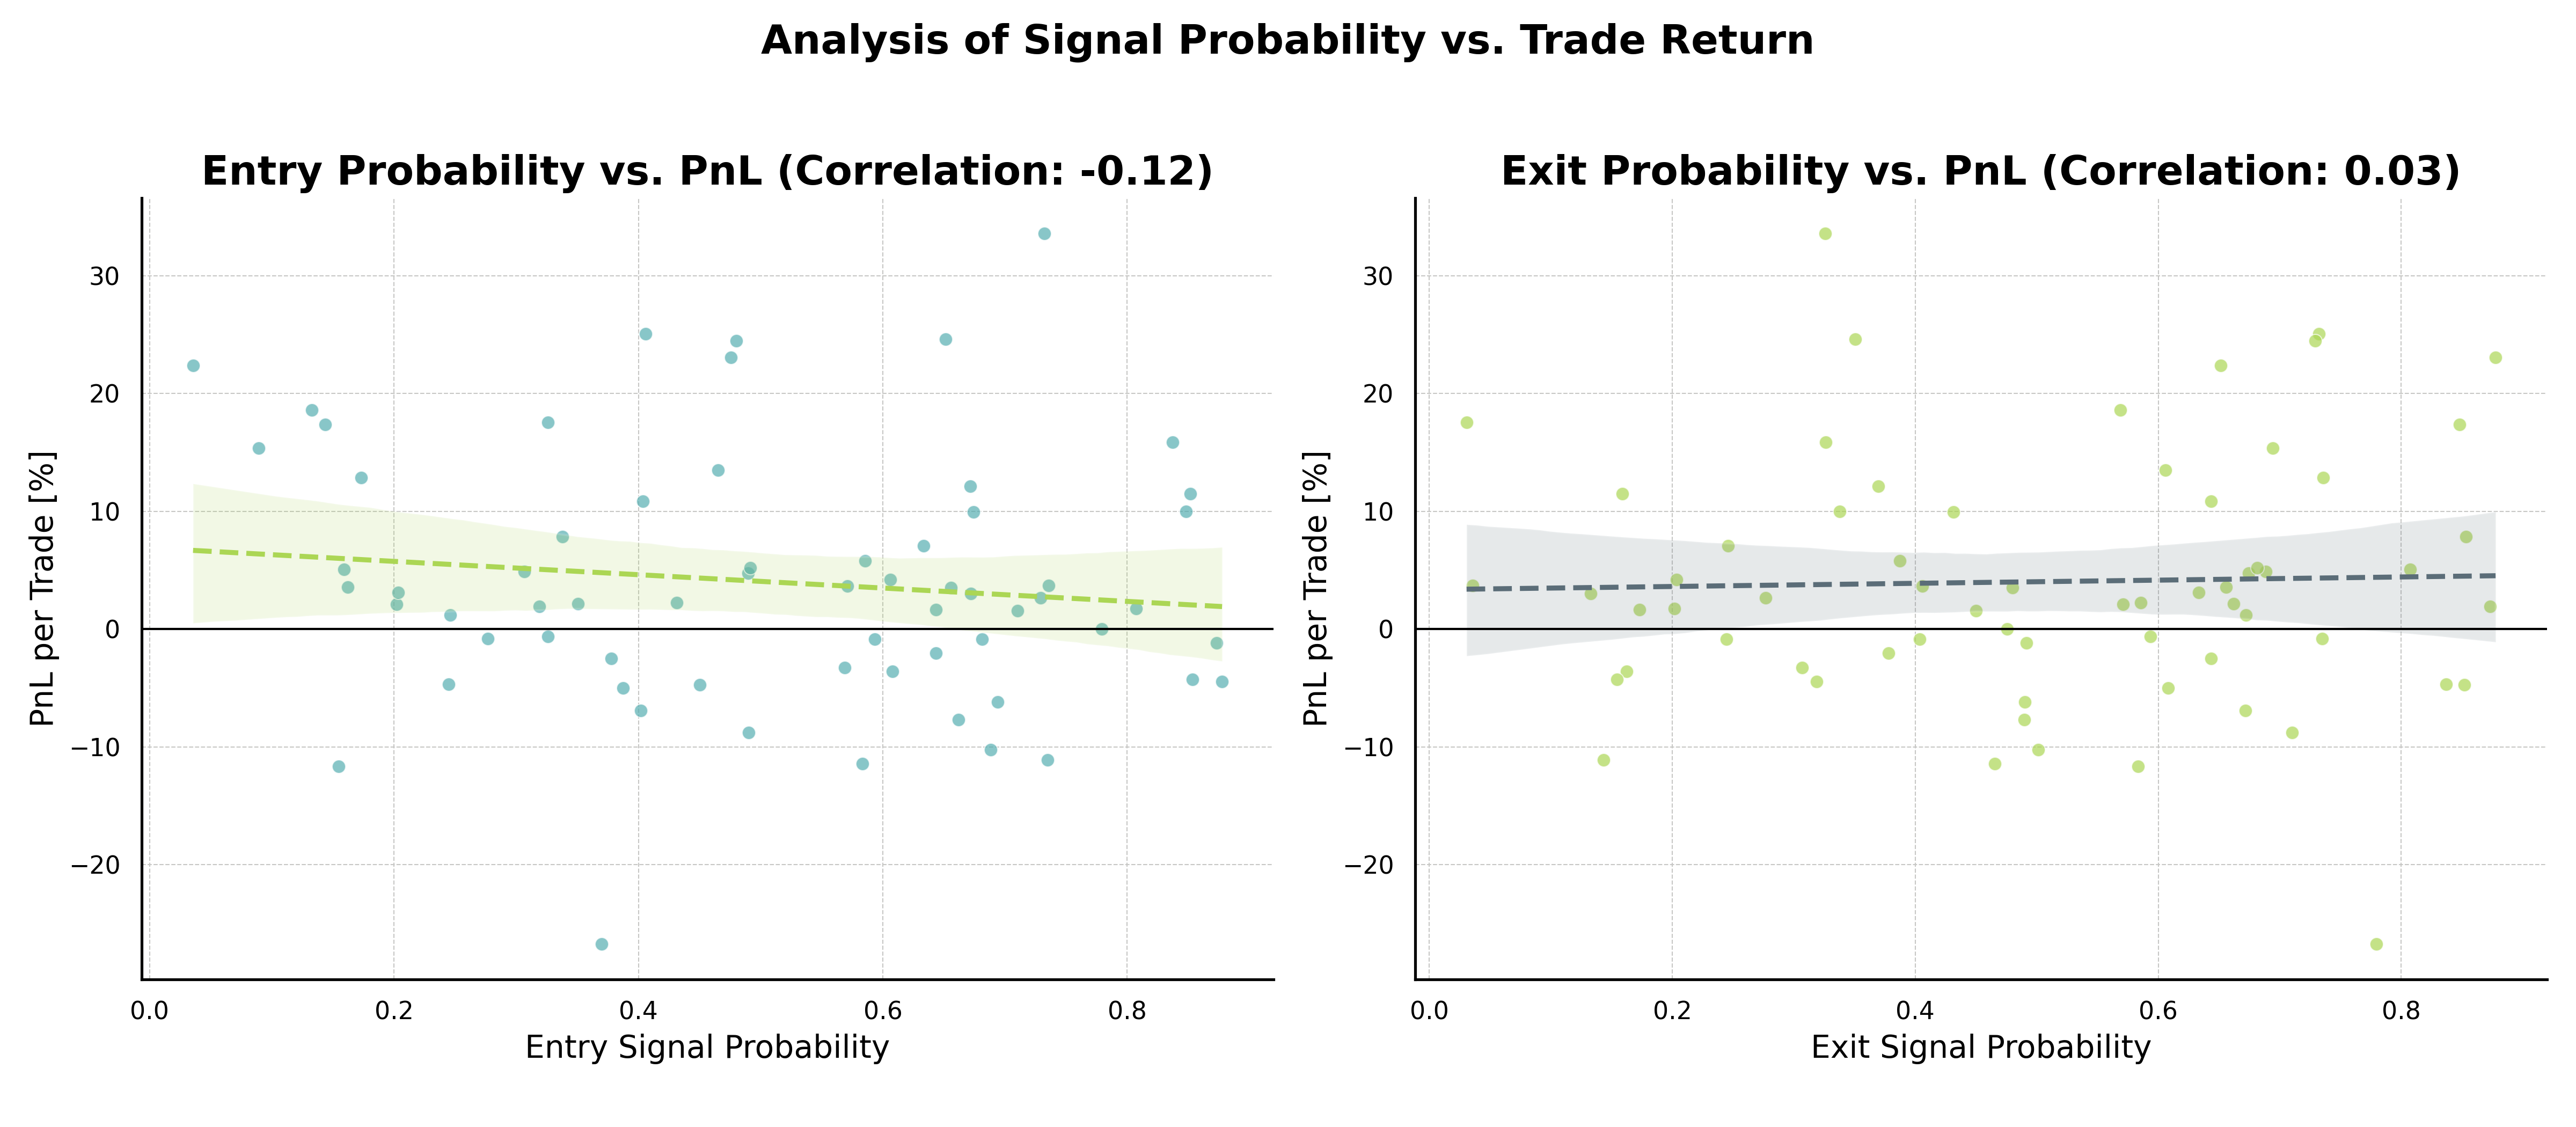 Analysis of Signal Probability vs. Trade Return
Entry Probability vs. PnL (Correlation: -0.12)
PnL per Trade [%]
30
20
10
0
−10
−20
0.0 0.2 0.4 0.6 0.8
Entry Signal Probability
Exit Probability vs. PnL (Correlation: 0.03)
PnL per Trade [%]
30
20
10
0
−10
−20
0.0 0.2 0.4 0.6 0.8
Exit Signal Probability